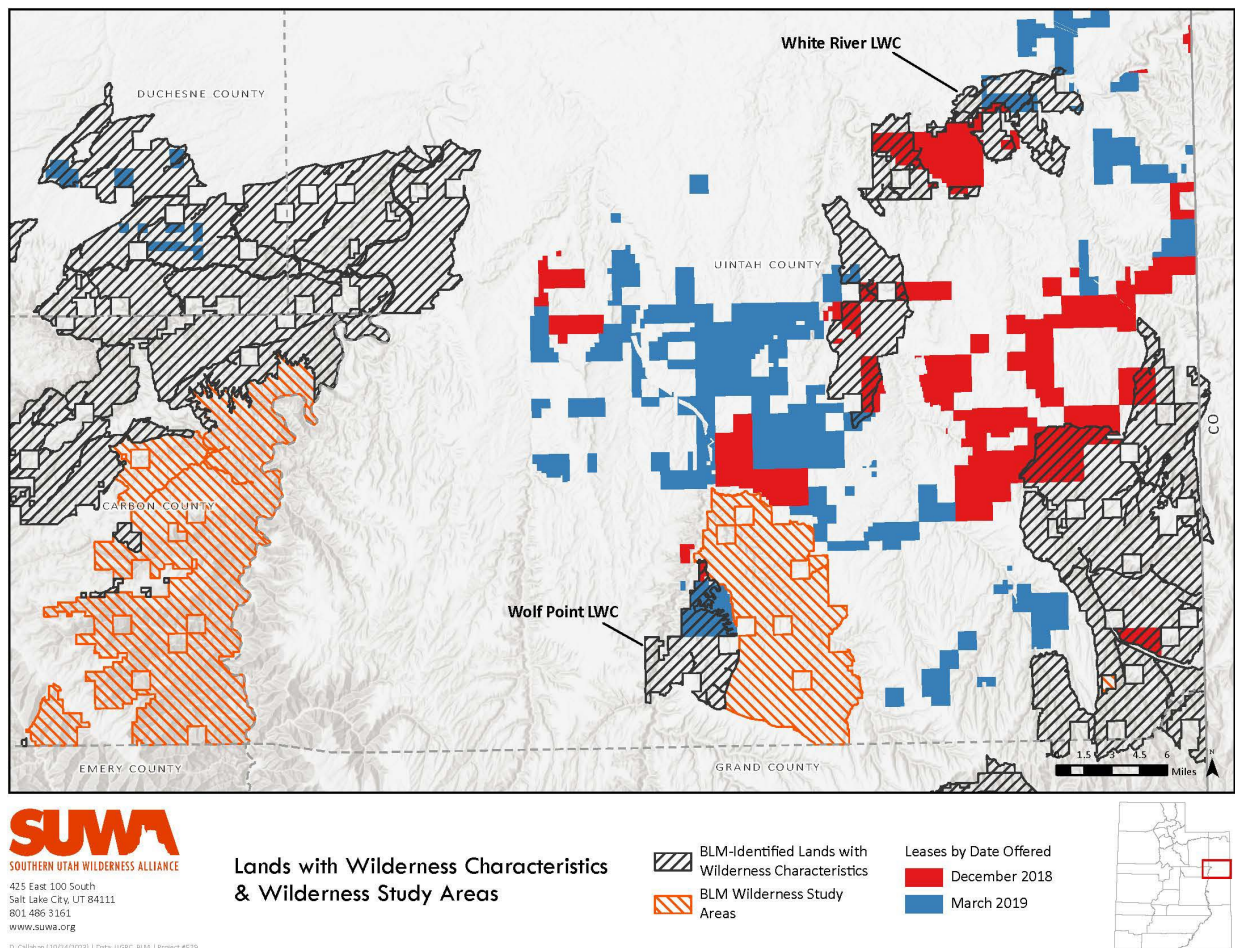 White River LWC
DUCHESNE COUNTY
UINTAH COUNTY
CO
CARBON COUNTY
Wolf Point LWC
EMERY COUNTY
GRAND COUNTY
0 1.5 3 4.5 6
Miles
N
SUWA
SOUTHERN UTAH WILDERNESS ALLIANCE
425 East 100 South
Salt Lake City, UT 84111
801 486 3161
www.suwa.org
Lands with Wilderness Characteristics
& Wilderness Study Areas
BLM-Identified Lands with
Wilderness Characteristics
BLM Wilderness Study
Areas
Leases by Date Offered
December 2018
March 2019